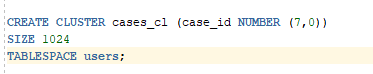 CREATE CLUSTER cases_cl (case_id NUMBER (7,0))
SIZE 1024
TABLESPACE users;